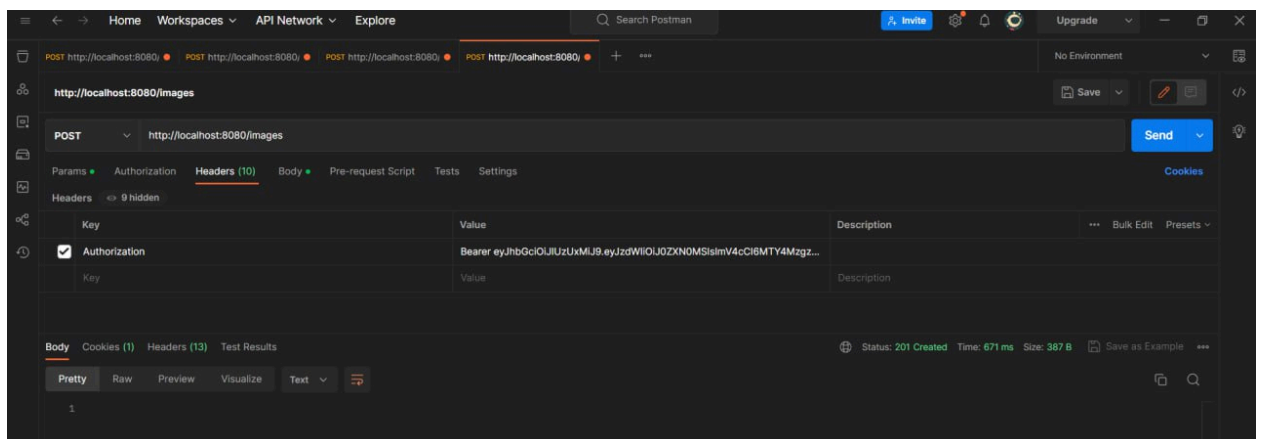 Home Workspaces API Network Explore Search Postman Invite Upgrade
POST http://localhost:8080/ POST http://localhost:8080/ POST http://localhost:8080/ POST http://localhost:8080/ No Environment
http://localhost:8080/images Save
POST http://localhost:8080/images Send
Params Authorization Headers (10) Body Pre-request Script Tests Settings Cookies
Headers 9 hidden
Key Value Description Bulk Edit Presets
Authorization Bearer eyJhbGciOiJIUzUxMiJ9.eyJzdWIiOiJ0ZXN0MSIsImV4cCI6MTY4Mzgz...
Key Value Description
Body Cookies (1) Headers (13) Test Results Status: 201 Created Time: 671 ms Size: 387 B Save as Example
Pretty Raw Preview Visualize Text
1